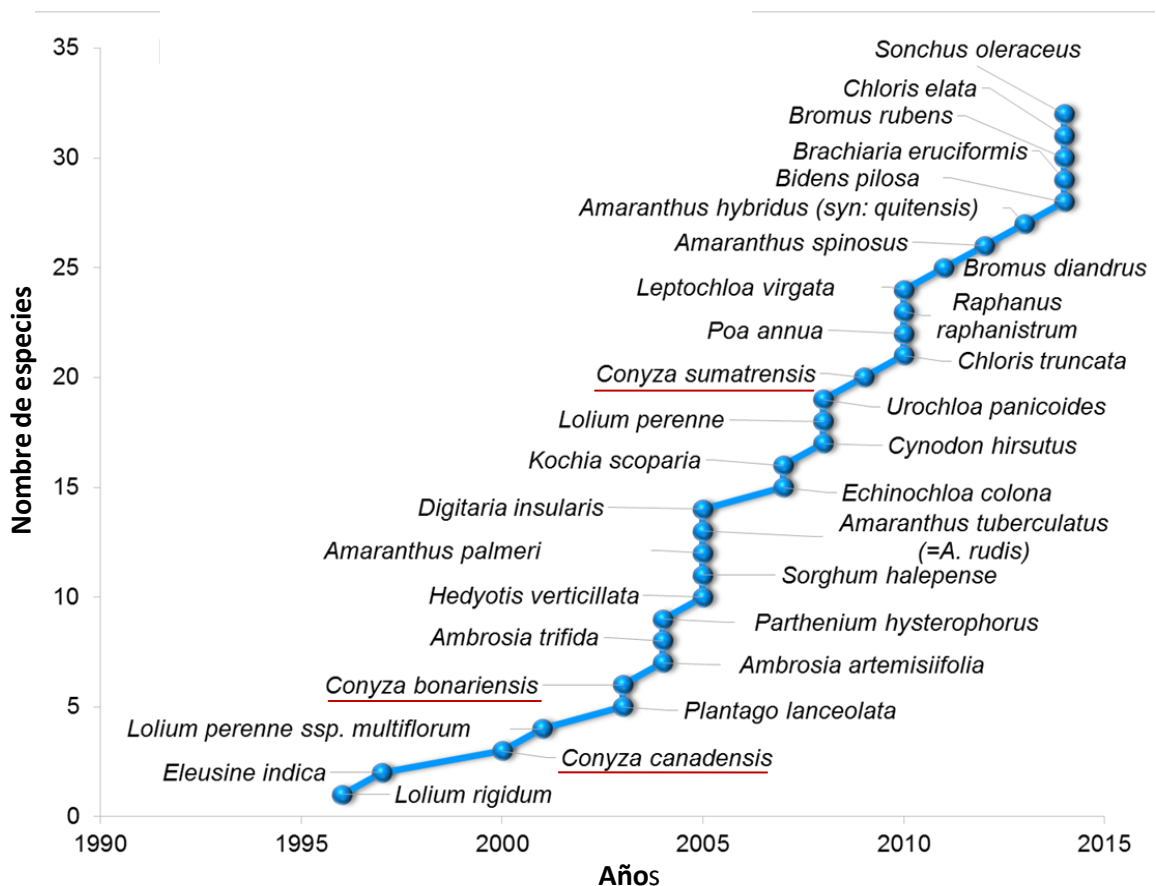 35
30
25
20
15
10
5
0
Nombre de especies
Sonchus oleraceus
Chloris elata
Bromus rubens
Brachiaria eruciformis
Bidens pilosa
Amaranthus hybridus (syn: quitensis)
Amaranthus spinosus
Bromus diandrus
Leptochloa virgata
Raphanus
raphanistrum
Poa annua
Chloris truncata
Conyza sumatrensis
Urochloa panicoides
Lolium perenne
Cynodon hirsutus
Kochia scoparia
Echinochloa colona
Digitaria insularis
Amaranthus tuberculatus
(=A. rudis)
Amaranthus palmeri
Sorghum halepense
Hedyotis verticillata
Parthenium hysterophorus
Ambrosia trifida
Ambrosia artemisiifolia
Conyza bonariensis
Plantago lanceolata
Lolium perenne ssp. multiflorum
Conyza canadensis
Eleusine indica
Lolium rigidum
1990 1995 2000 2005 2010 2015
Años